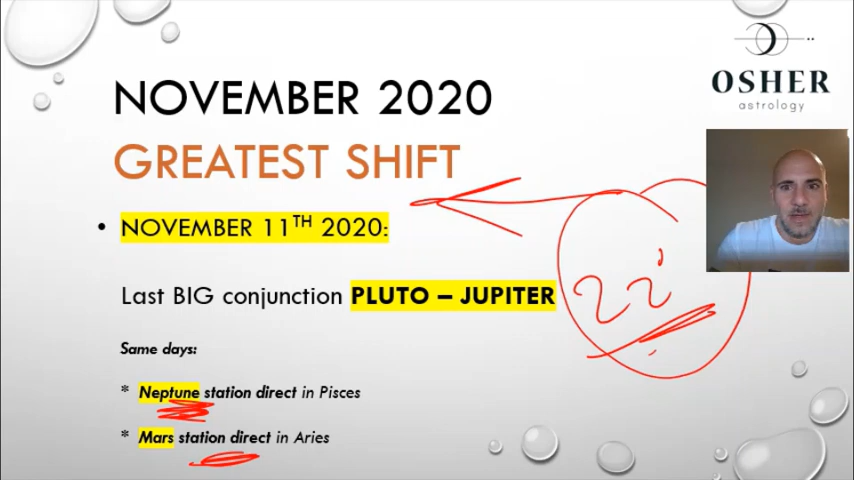 OSHER
astrology
NOVEMBER 2020
GREATEST SHIFT
• NOVEMBER 11TH 2020:
Last BIG conjunction PLUTO – JUPITER
22
Same days:
* Neptune station direct in Pisces
* Mars station direct in Aries